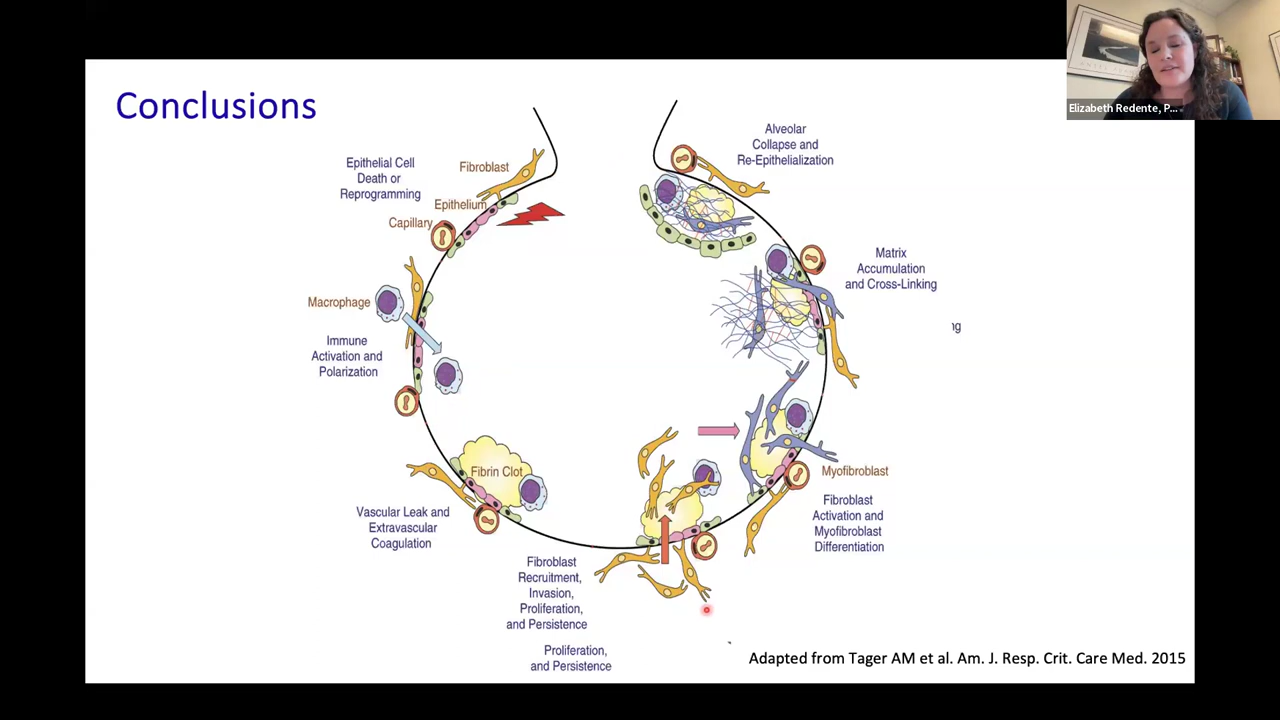 Conclusions
Elizabeth Redente, P...
Epithelial Cell
Death or
Reprogramming
Fibroblast
Epithelium
Capillary
Macrophage
Immune
Activation and
Polarization
Fibrin Clot
Vascular Leak and
Extravascular
Coagulation
Fibroblast
Recruitment,
Invasion,
Proliferation,
and Persistence
Proliferation,
and Persistence
Alveolar
Collapse and
Re-Epithelialization
Matrix
Accumulation
and Cross-Linking
ng
Myofibroblast
Fibroblast
Activation and
Myofibroblast
Differentiation
Adapted from Tager AM et al. Am. J. Resp. Crit. Care Med. 2015